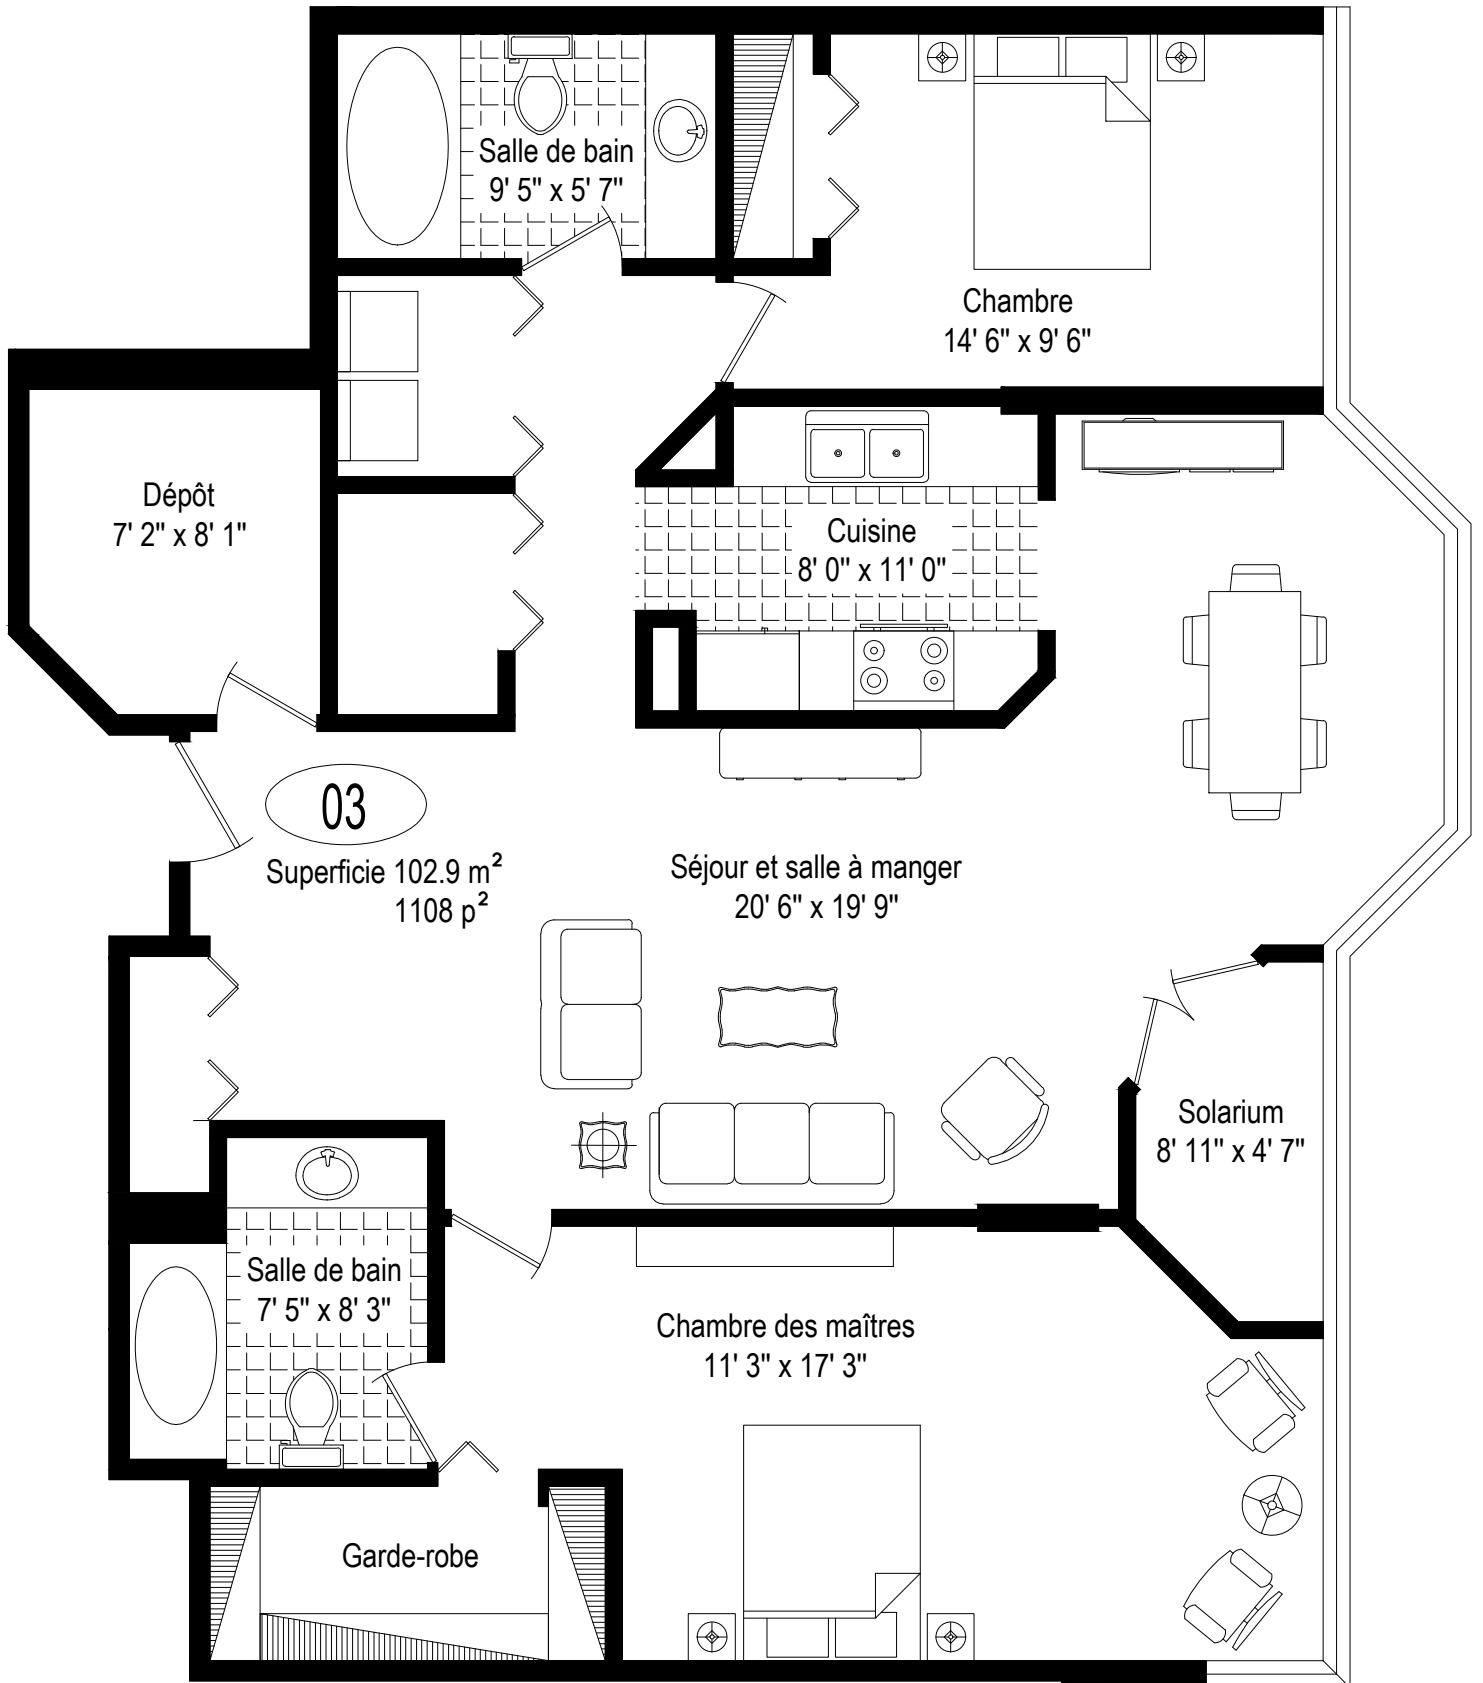 Salle de bain
9' 5" x 5' 7"
Chambre
14' 6" x 9' 6"
Dépôt
7' 2" x 8' 1"
Cuisine
8' 0" x 11' 0"
03
Superficie 102.9 m²
1108 p²
Séjour et salle à manger
20' 6" x 19' 9"
Solarium
8' 11" x 4' 7"
Salle de bain
7' 5" x 8' 3"
Chambre des maîtres
11' 3" x 17' 3"
Garde-robe